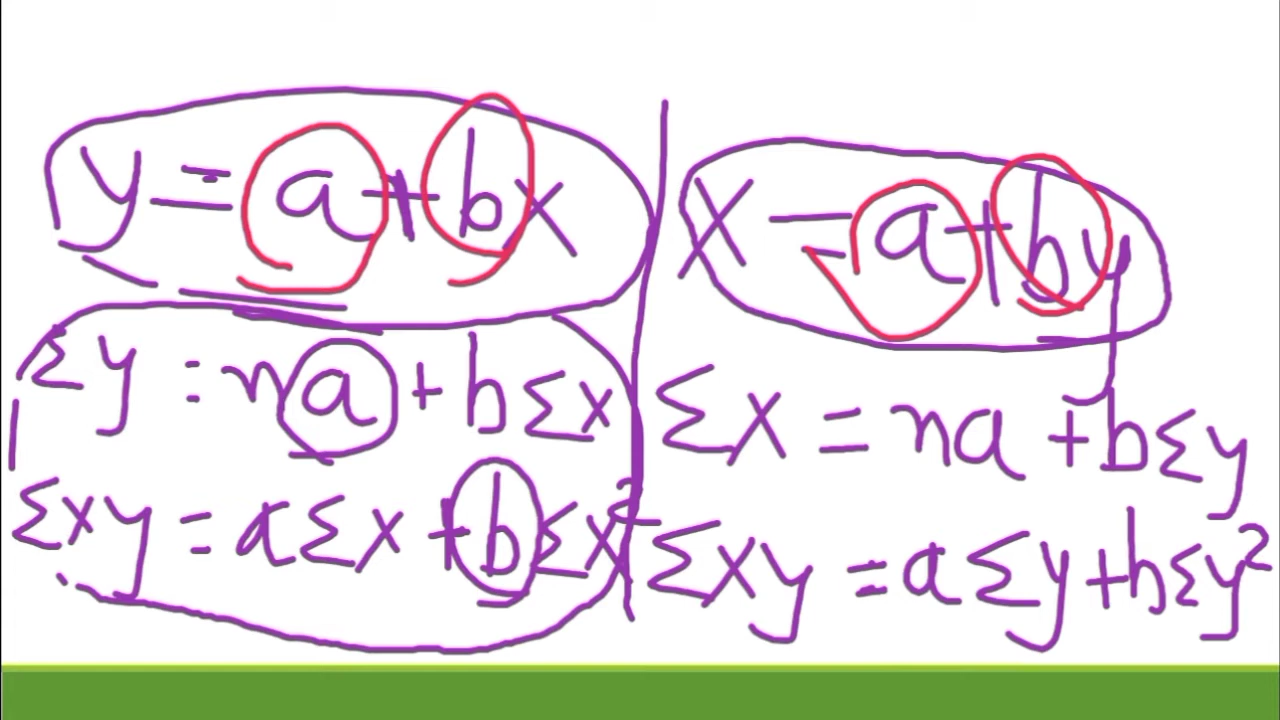 y = a + bx
Σy = na + bΣx
Σxy = aΣx + bΣx²
x = a + by
Σx = na + bΣy
Σxy = aΣy + bΣy²